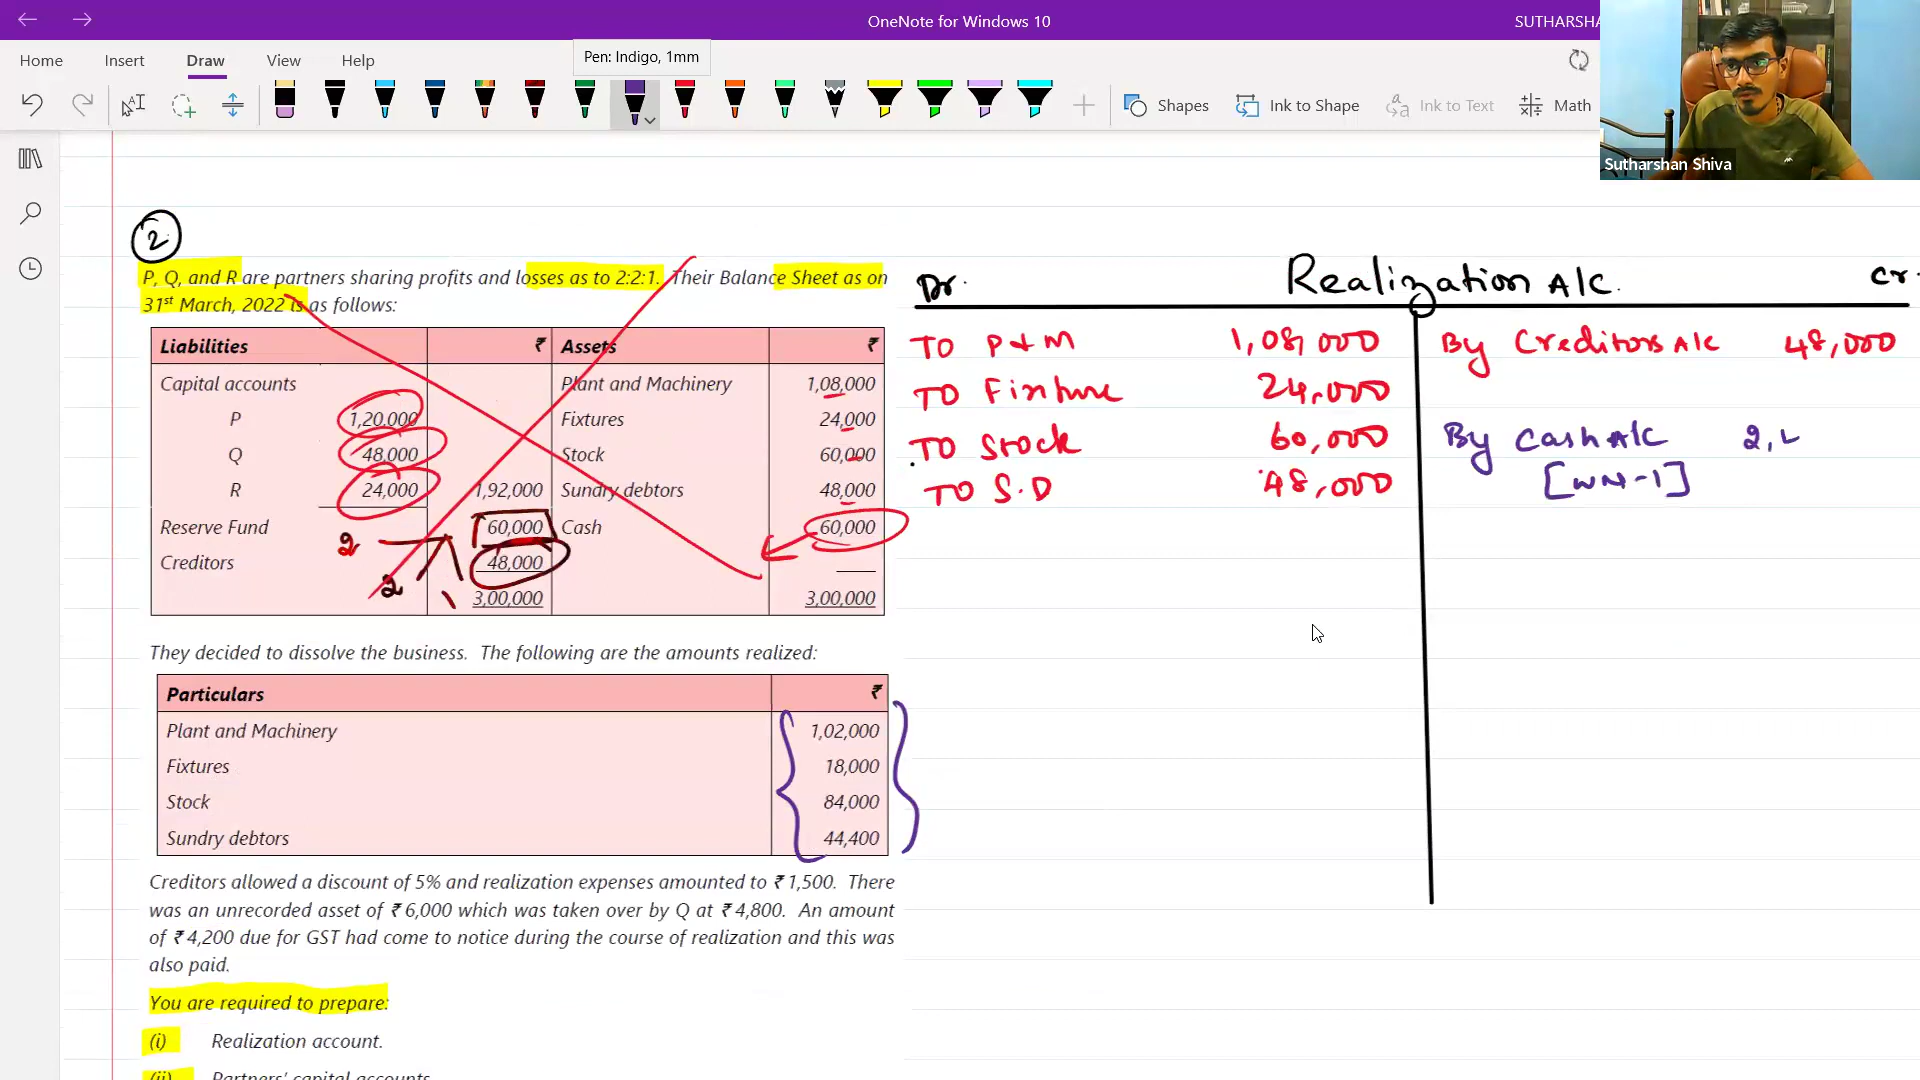 OneNote for Windows 10
SUTHARSHA
Home Insert Draw View Help
Pen: Indigo, 1mm
Shapes Ink to Shape Ink to Text Math
Sutharshan Shiva
2
P, Q, and R are partners sharing profits and losses as to 2:2:1. Their Balance Sheet as on
31st March, 2022 is as follows:
Liabilities ₹ Assets ₹
Capital accounts Plant and Machinery 1,08,000
P 1,20,000 Fixtures 24,000
Q 48,000 Stock 60,000
R 24,000 1,92,000 Sundry debtors 48,000
Reserve Fund 60,000 Cash 60,000
2
Creditors 48,000
2 1
3,00,000 3,00,000
They decided to dissolve the business. The following are the amounts realized:
Particulars ₹
Plant and Machinery 1,02,000
Fixtures 18,000
Stock 84,000
Sundry debtors 44,400
Creditors allowed a discount of 5% and realization expenses amounted to ₹ 1,500. There
was an unrecorded asset of ₹ 6,000 which was taken over by Q at ₹ 4,800. An amount
of ₹ 4,200 due for GST had come to notice during the course of realization and this was
also paid.
You are required to prepare:
(i) Realization account.
(ii) Partners' capital accounts
Dr. Realization A/c. Cr.
To P+M 1,08,000 By Creditors A/c 48,000
To Fixture 24,000
To Stock 60,000 By Cash A/c 2,4
To S.D 48,000 [WN-1]